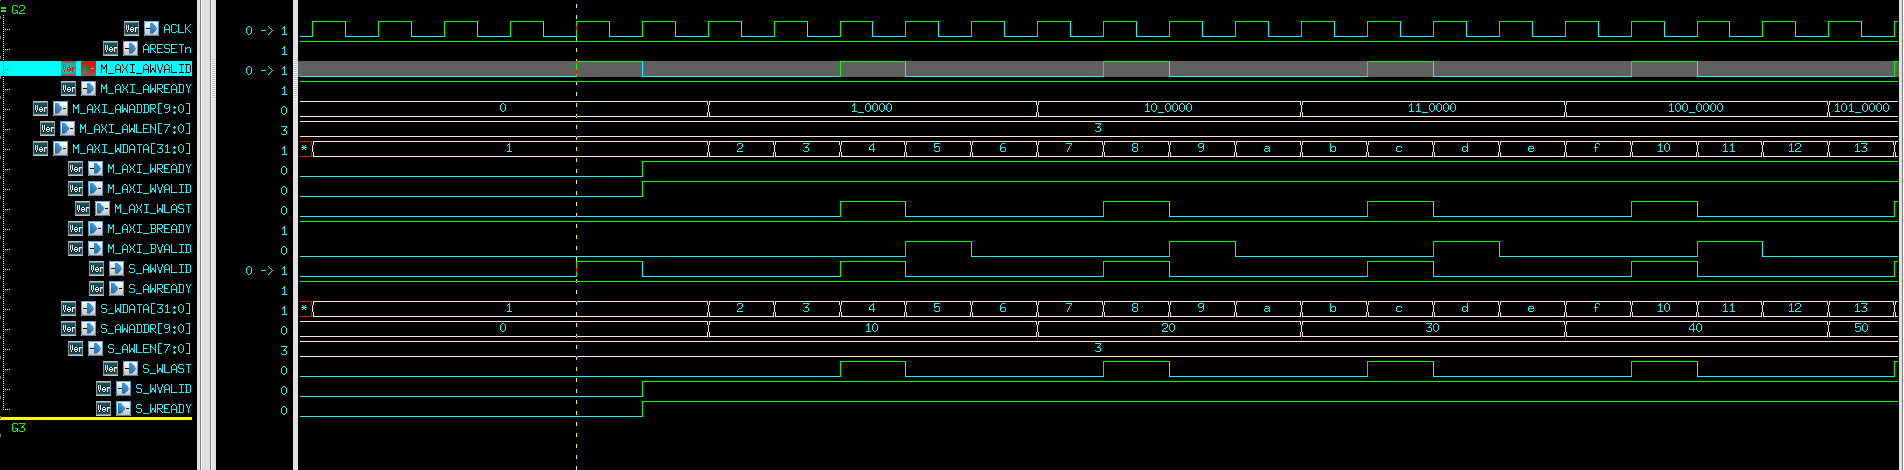 G2
Ver ACLK 0 -> 1
Ver ARESETn 1
Ver M_AXI_AWVALID 0 -> 1
Ver M_AXI_AWREADY 1
Ver M_AXI_AWADDR[9:0] 0 0 1_0000 10_0000 11_0000 100_0000 101_0000
Ver M_AXI_AWLEN[7:0] 3 3
Ver M_AXI_WDATA[31:0] 1 * 1 2 3 4 5 6 7 8 9 a b c d e f 10 11 12 13
Ver M_AXI_WREADY 0
Ver M_AXI_WVALID 0
Ver M_AXI_WLAST 0
Ver M_AXI_BREADY 1
Ver M_AXI_BVALID 0
Ver S_AWVALID 0 -> 1
Ver S_AWREADY 1
Ver S_WDATA[31:0] 1 * 1 2 3 4 5 6 7 8 9 a b c d e f 10 11 12 13
Ver S_AWADDR[9:0] 0 0 10 20 30 40 50
Ver S_AWLEN[7:0] 3 3
Ver S_WLAST 0
Ver S_WVALID 0
Ver S_WREADY 0
G3